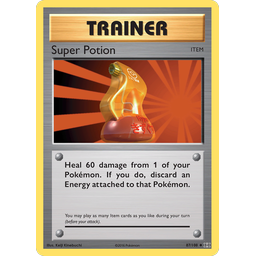 TRAINER
Super Potion
ITEM
Heal 60 damage from 1 of your
Pokémon. If you do, discard an
Energy attached to that Pokémon.
You may play as many item cards as you like during your turn
(before your attack).